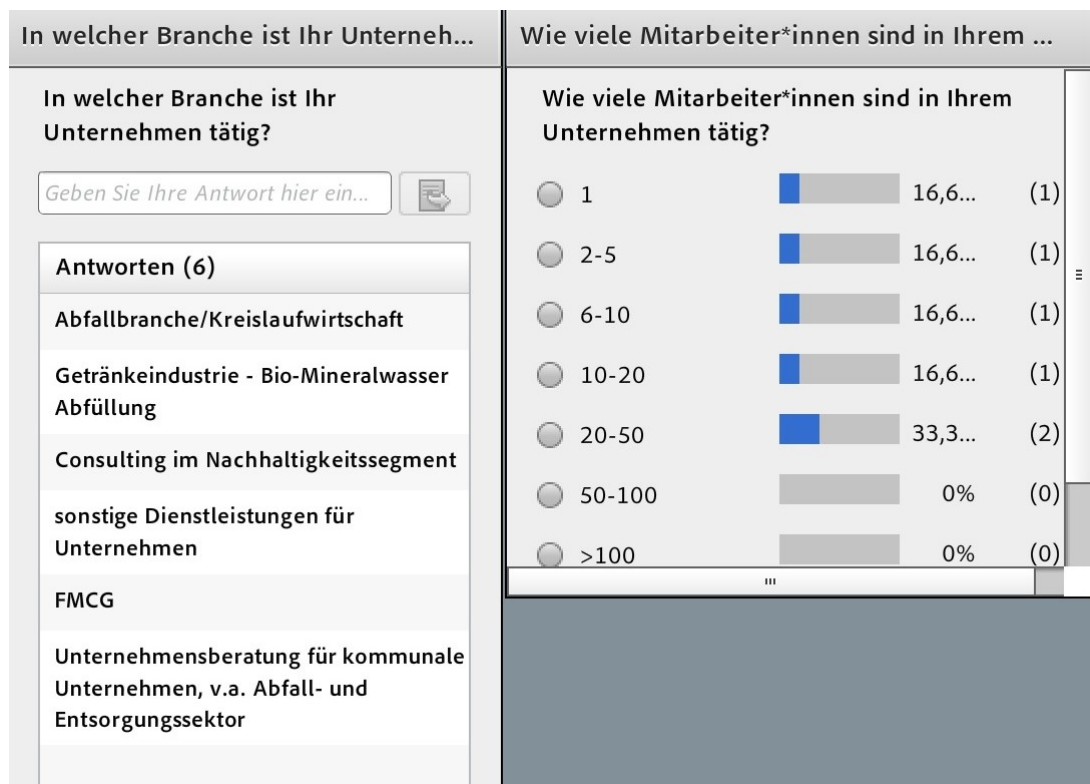 In welcher Branche ist Ihr Unterneh...
In welcher Branche ist Ihr
Unternehmen tätig?
Geben Sie Ihre Antwort hier ein...
Antworten (6)
Abfallbranche/Kreislaufwirtschaft
Getränkeindustrie - Bio-Mineralwasser
Abfüllung
Consulting im Nachhaltigkeitssegment
sonstige Dienstleistungen für
Unternehmen
FMCG
Unternehmensberatung für kommunale
Unternehmen, v.a. Abfall- und
Entsorgungssektor
Wie viele Mitarbeiter*innen sind in Ihrem ...
Wie viele Mitarbeiter*innen sind in Ihrem
Unternehmen tätig?
1 16,6... (1)
2-5 16,6... (1)
6-10 16,6... (1)
10-20 16,6... (1)
20-50 33,3... (2)
50-100 0% (0)
>100 0% (0)